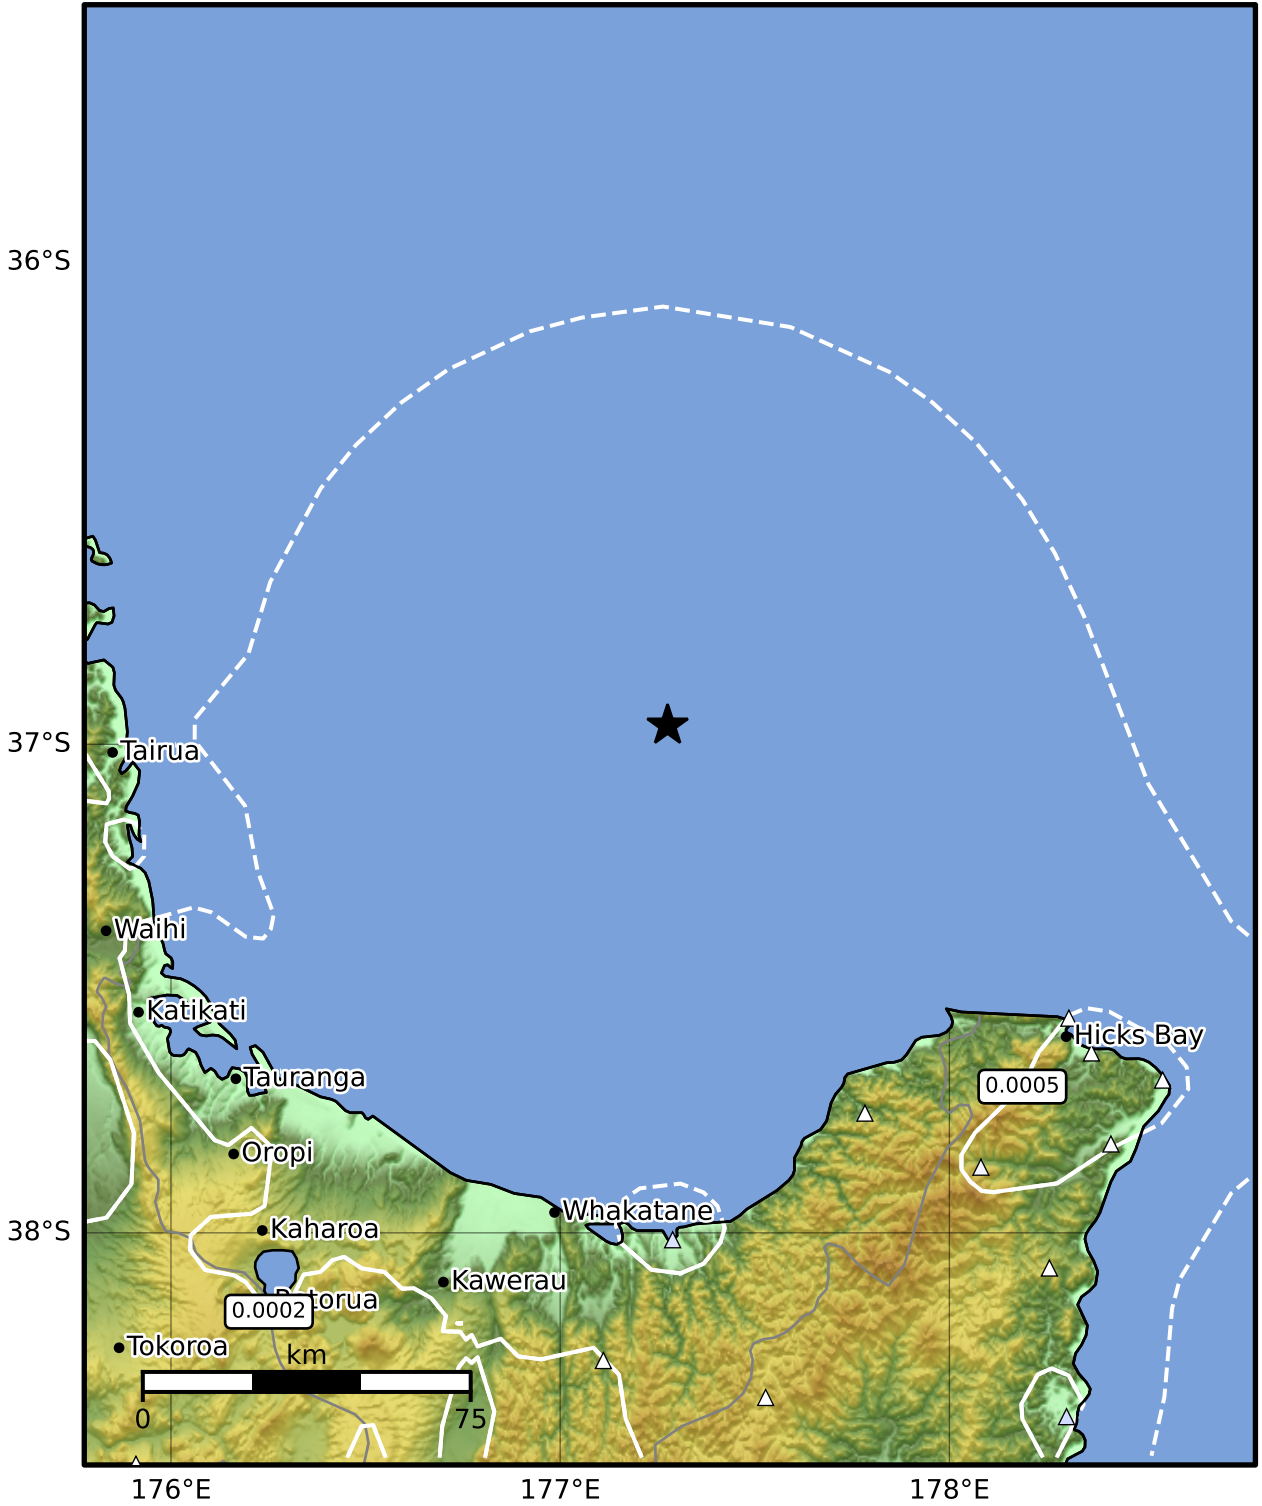 36°S
37°S
Tairua
Waihi
Katikati
Hicks Bay
Tauranga
0.0005
Oropi
Whakatane
Kaharoa
38°S
Kawerau
0.0002
torua
Tokoroa
km
0
75
176°E
177°E
178°E